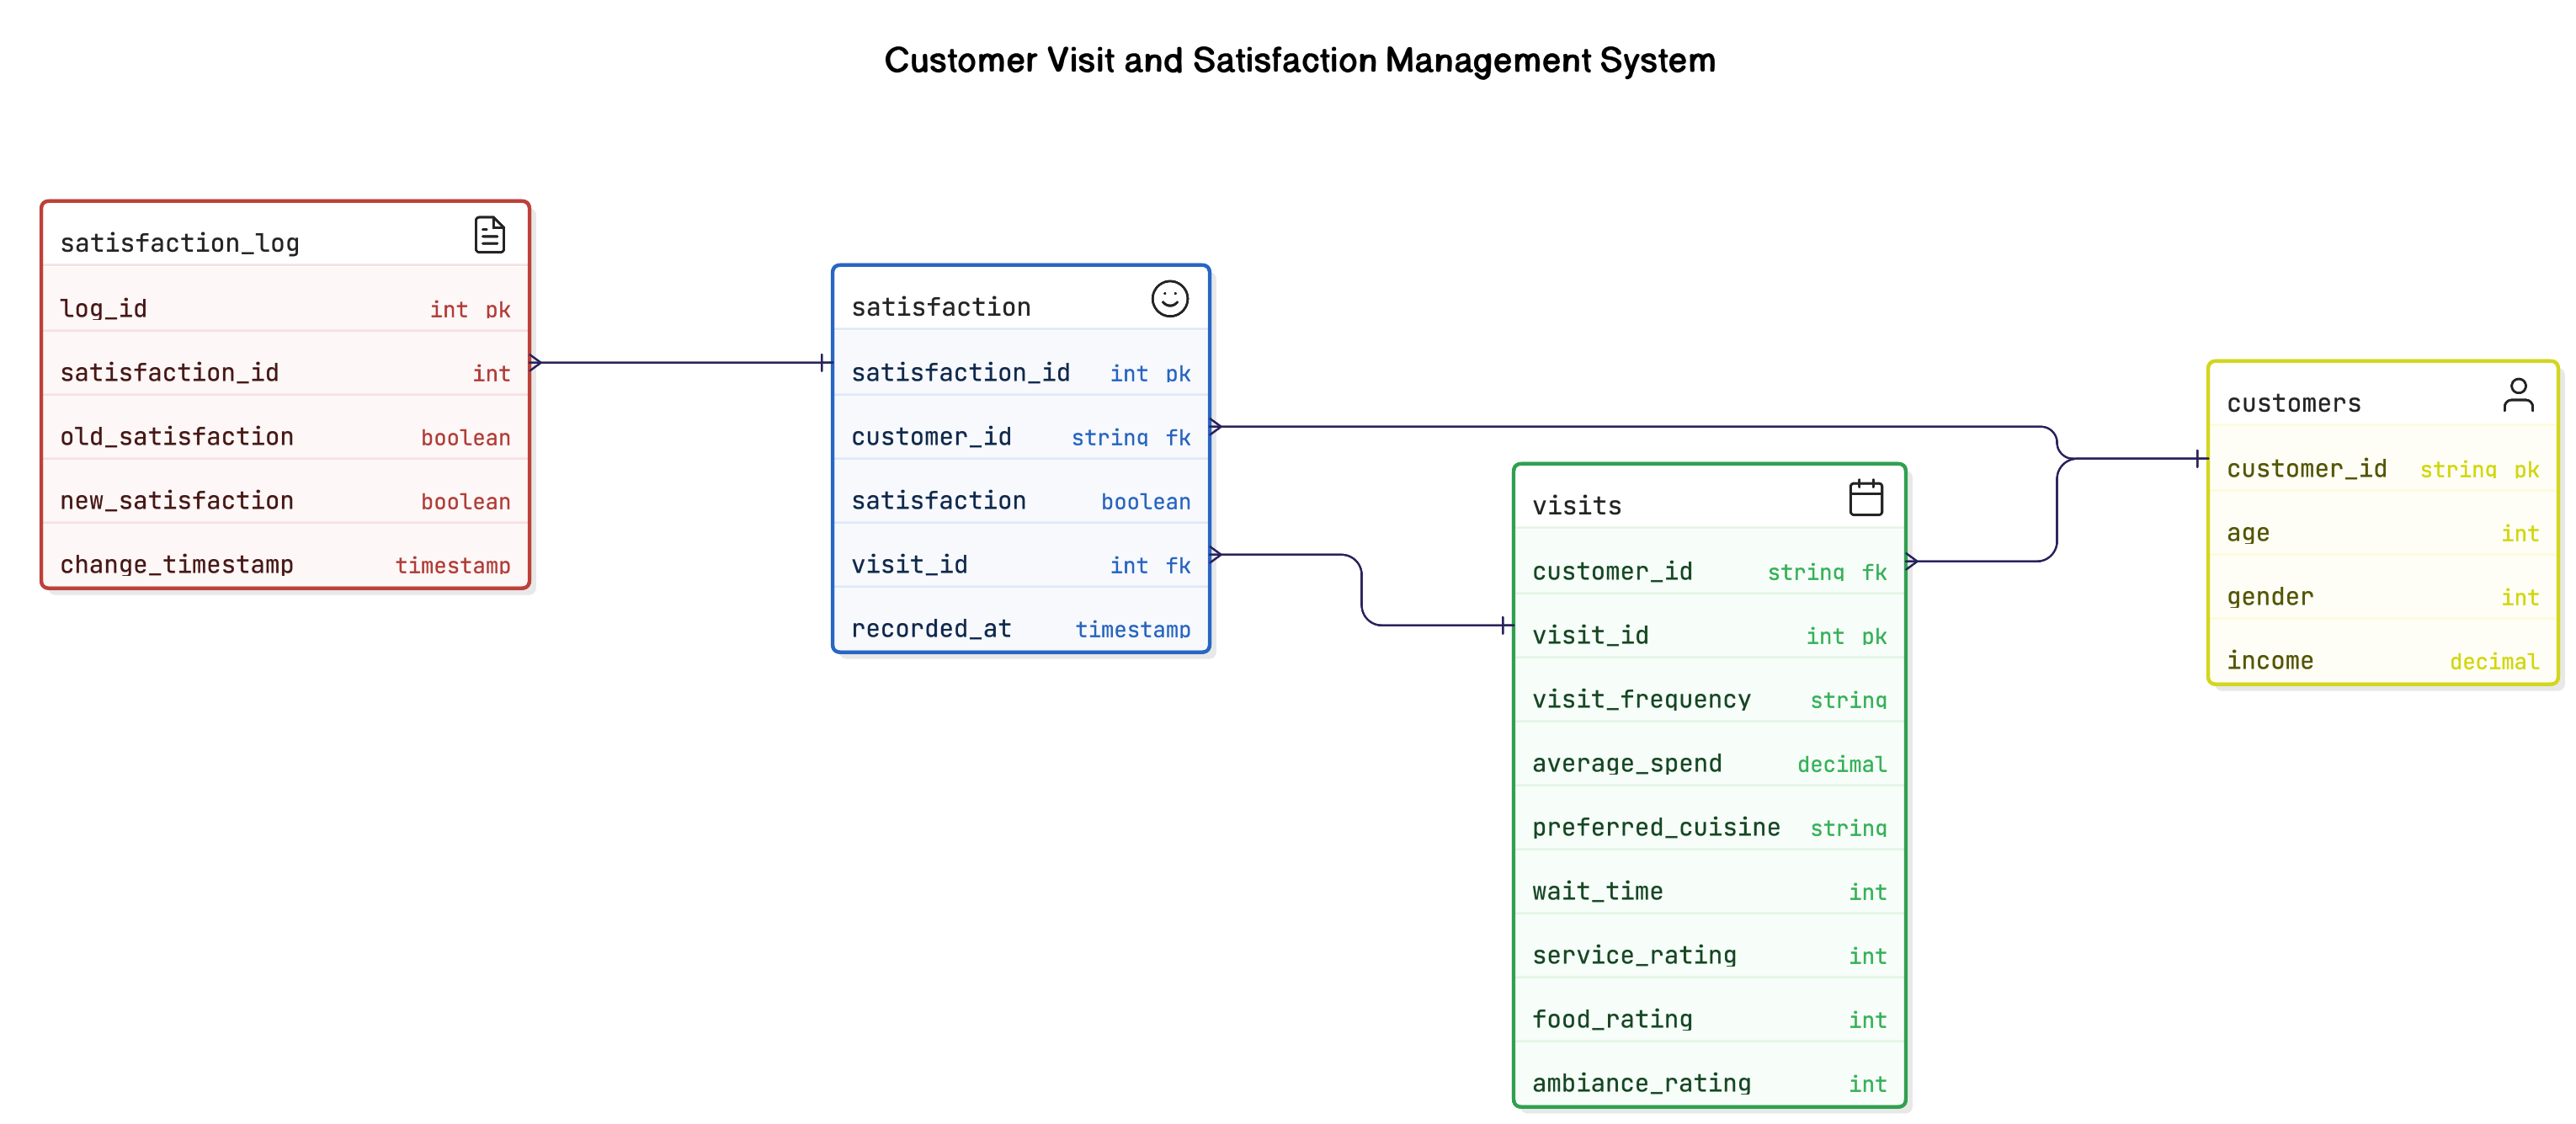 Customer Visit and Satisfaction Management System
satisfaction_log
log_id int pk
satisfaction_id int
old_satisfaction boolean
new_satisfaction boolean
change_timestamp timestamp
satisfaction
satisfaction_id int pk
customer_id string fk
satisfaction boolean
visit_id int fk
recorded_at timestamp
visits
customer_id string fk
visit_id int pk
visit_frequency string
average_spend decimal
preferred_cuisine string
wait_time int
service_rating int
food_rating int
ambiance_rating int
customers
customer_id string pk
age int
gender int
income decimal